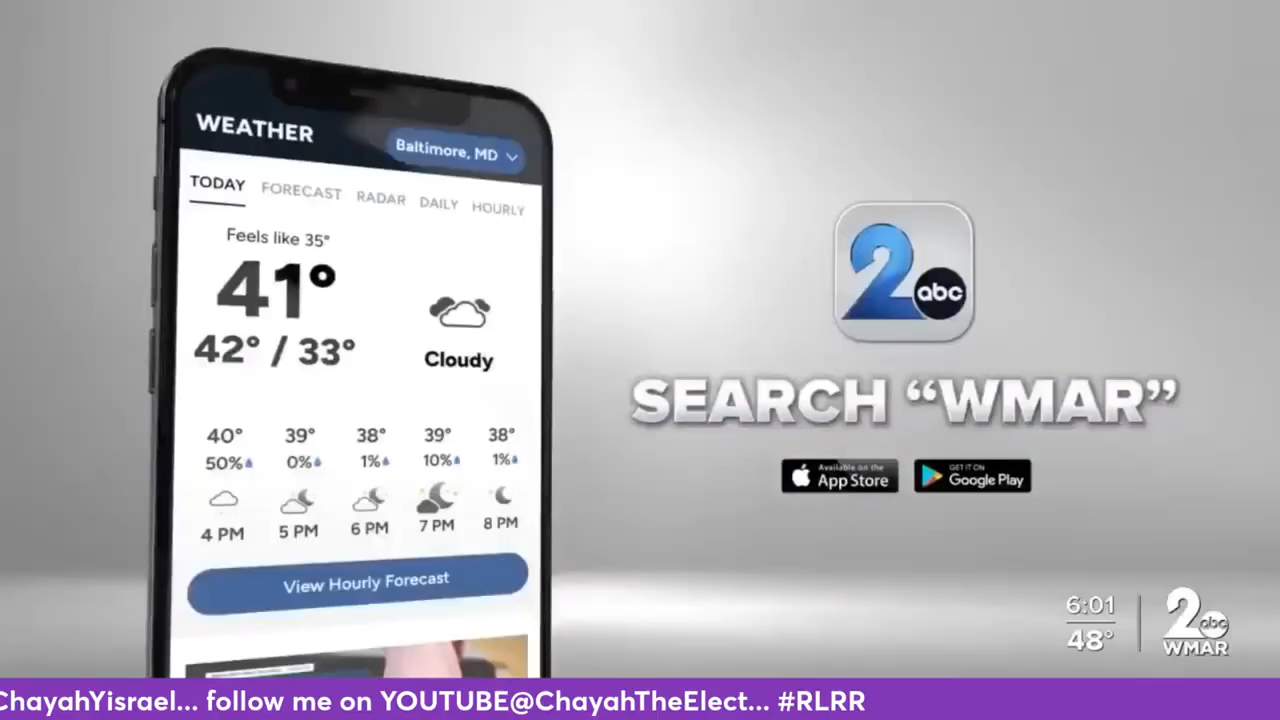 WEATHER
Baltimore, MD
TODAY FORECAST RADAR DAILY HOURLY
Feels like 35°
41°
42° / 33°
Cloudy
40° 39° 38° 39° 38°
50% 0% 1% 10% 1%
4 PM 5 PM 6 PM 7 PM 8 PM
View Hourly Forecast
2 abc
SEARCH “WMAR”
Available on the
App Store
GET IT ON
Google Play
6:01
48°
2 abc
WMAR
ChayahYisrael... follow me on YOUTUBE@ChayahTheElect... #RLRR